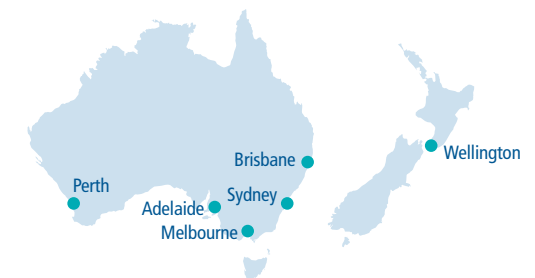 Wellington
Brisbane
Perth
Sydney
Adelaide
Melbourne